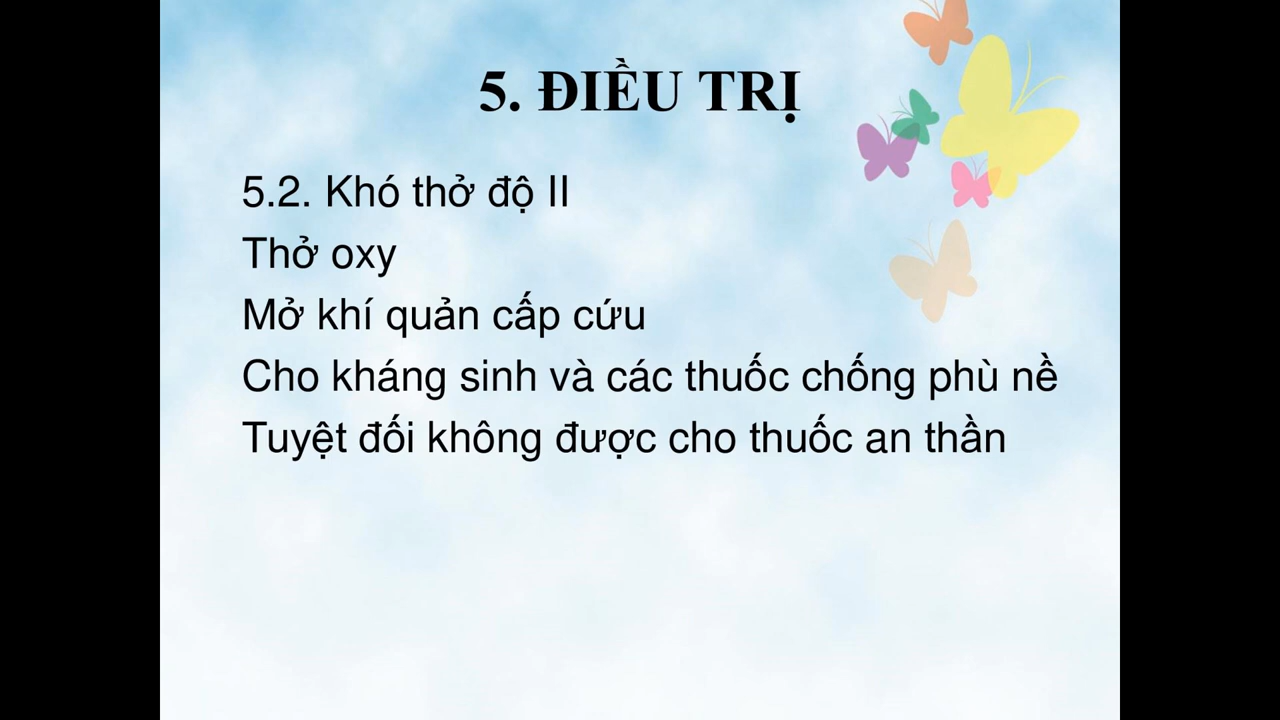 5. ĐIỀU TRỊ
5.2. Khó thở độ II
Thở oxy
Mở khí quản cấp cứu
Cho kháng sinh và các thuốc chống phù nề
Tuyệt đối không được cho thuốc an thần